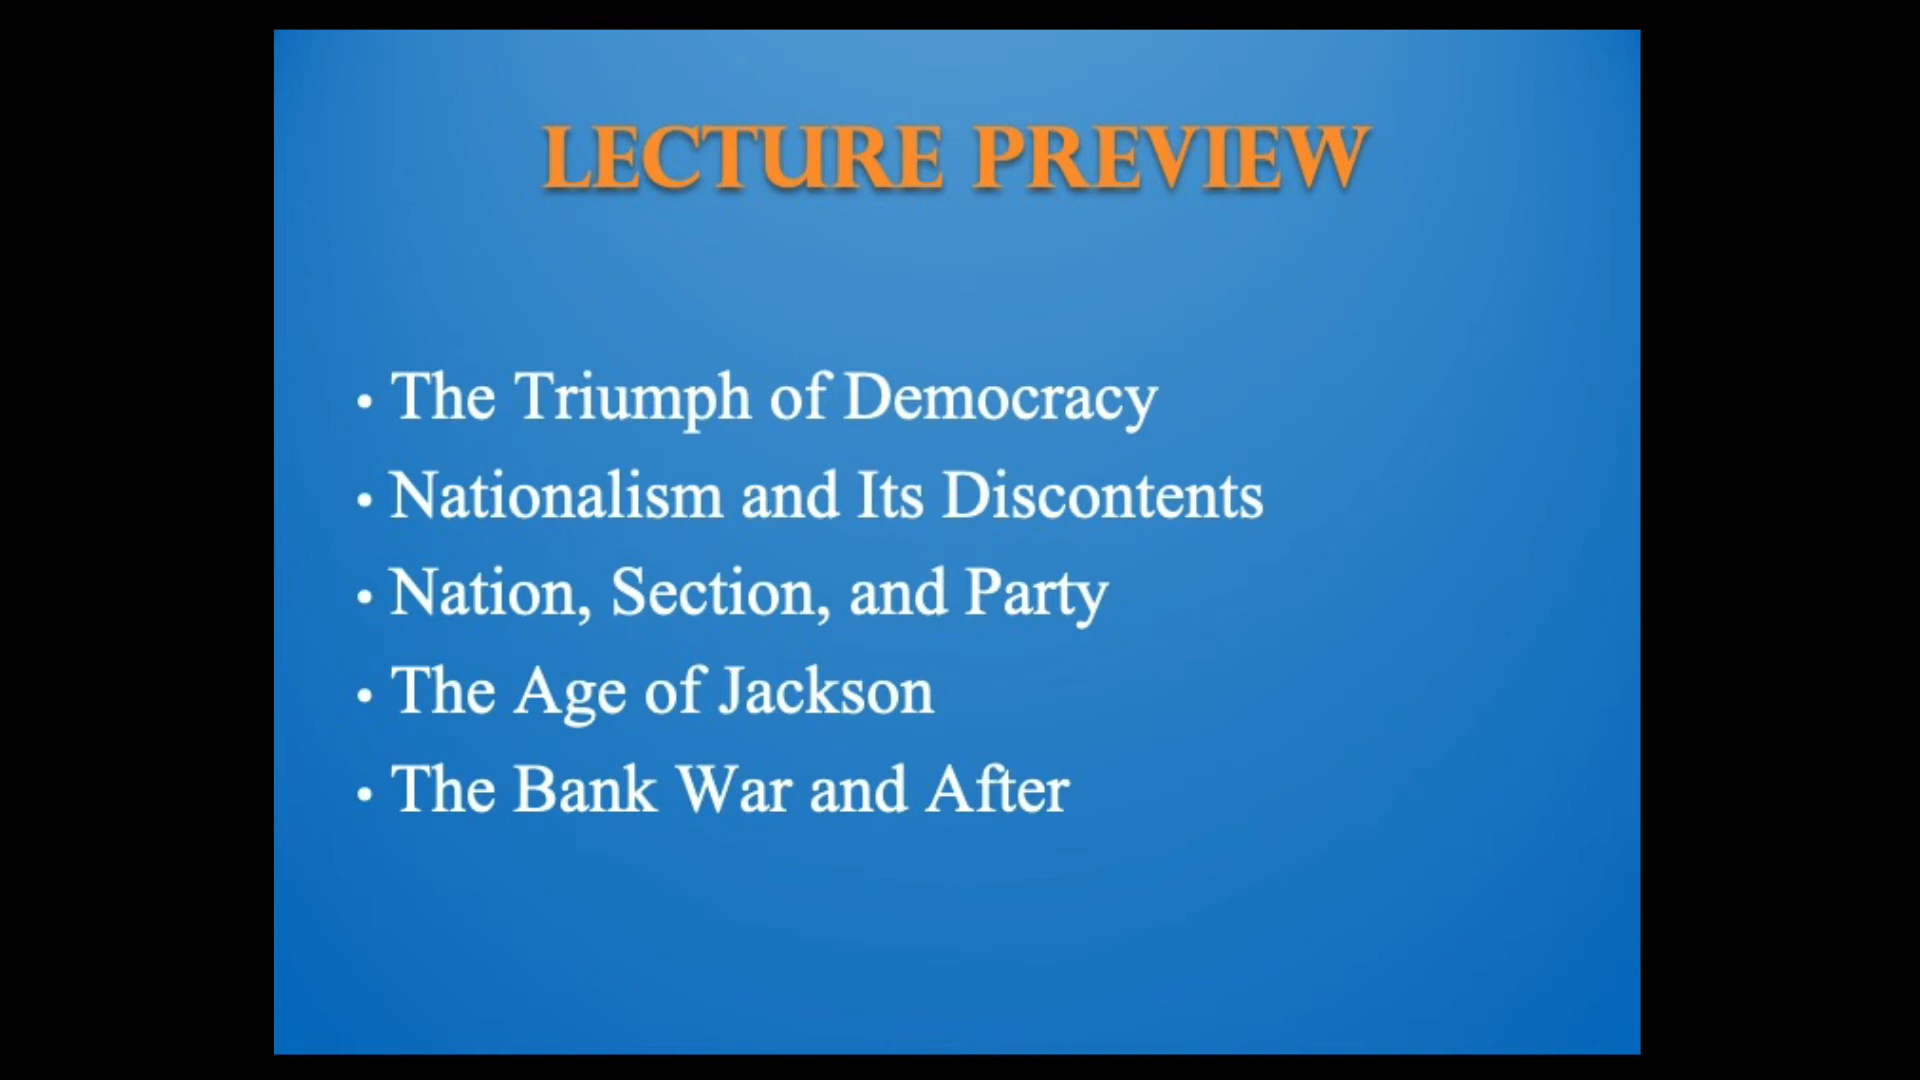 LECTURE PREVIEW
• The Triumph of Democracy
• Nationalism and Its Discontents
• Nation, Section, and Party
• The Age of Jackson
• The Bank War and After